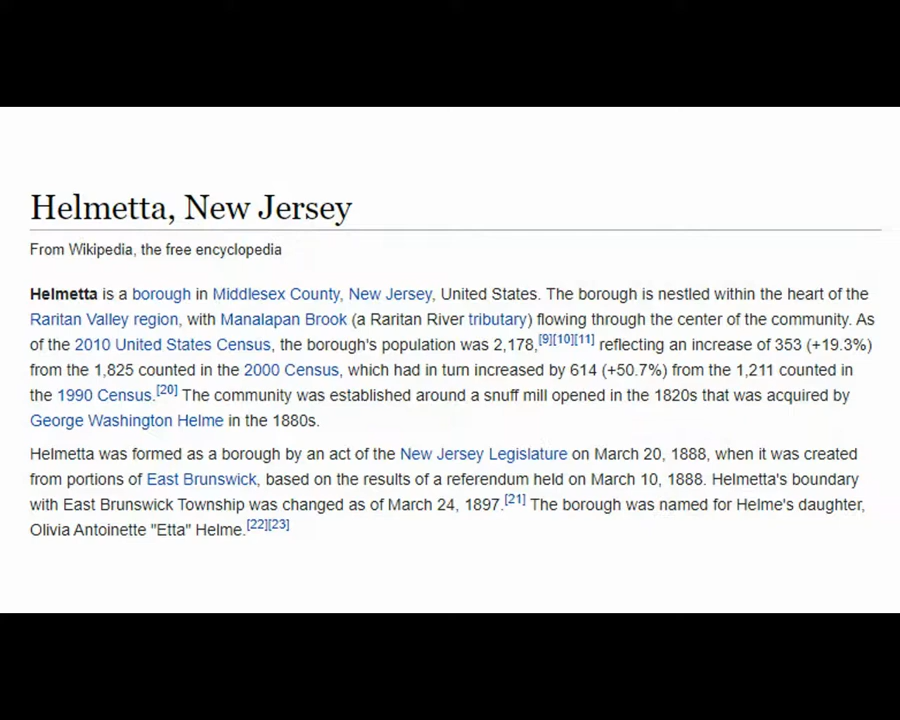 Helmetta, New Jersey
From Wikipedia, the free encyclopedia
Helmetta is a borough in Middlesex County, New Jersey, United States. The borough is nestled within the heart of the
Raritan Valley region, with Manalapan Brook (a Raritan River tributary) flowing through the center of the community. As
of the 2010 United States Census, the borough's population was 2,178,[9][10][11] reflecting an increase of 353 (+19.3%)
from the 1,825 counted in the 2000 Census, which had in turn increased by 614 (+50.7%) from the 1,211 counted in
the 1990 Census.[20] The community was established around a snuff mill opened in the 1820s that was acquired by
George Washington Helme in the 1880s.
Helmetta was formed as a borough by an act of the New Jersey Legislature on March 20, 1888, when it was created
from portions of East Brunswick, based on the results of a referendum held on March 10, 1888. Helmetta's boundary
with East Brunswick Township was changed as of March 24, 1897.[21] The borough was named for Helme's daughter,
Olivia Antoinette "Etta" Helme.[22][23]